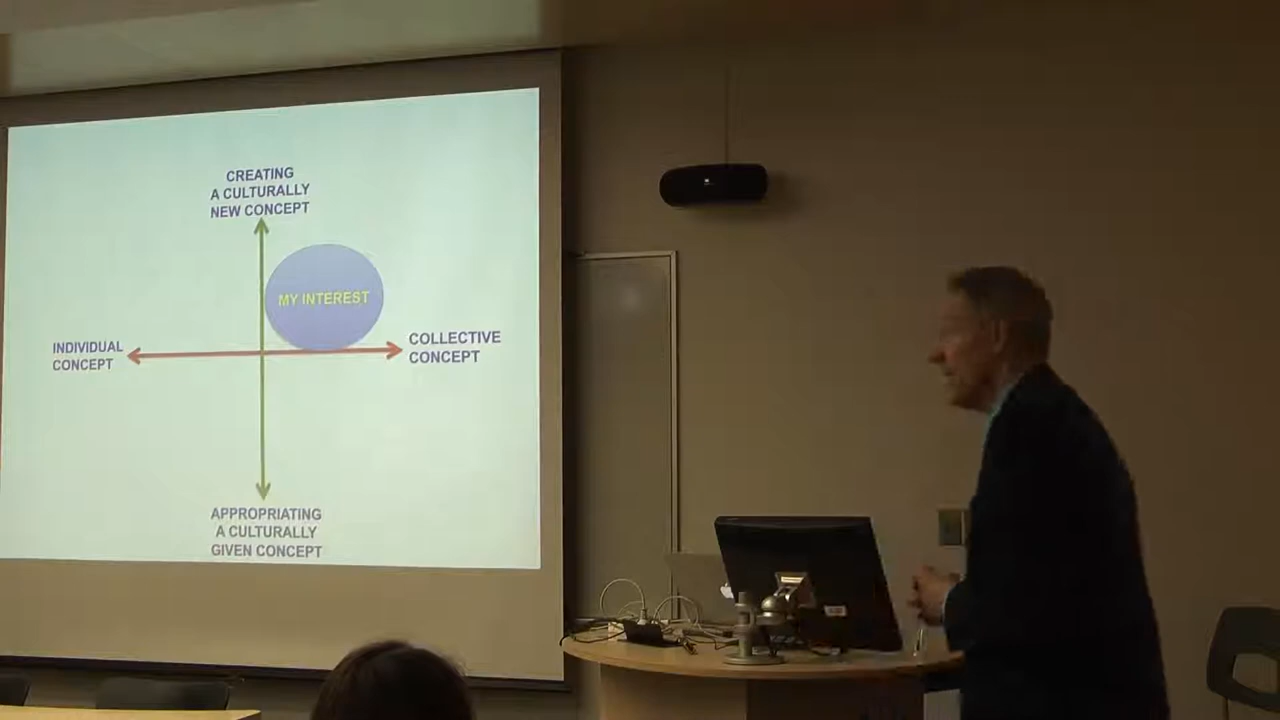 CREATING
A CULTURALLY
NEW CONCEPT
MY INTEREST
INDIVIDUAL
CONCEPT
COLLECTIVE
CONCEPT
APPROPRIATING
A CULTURALLY
GIVEN CONCEPT